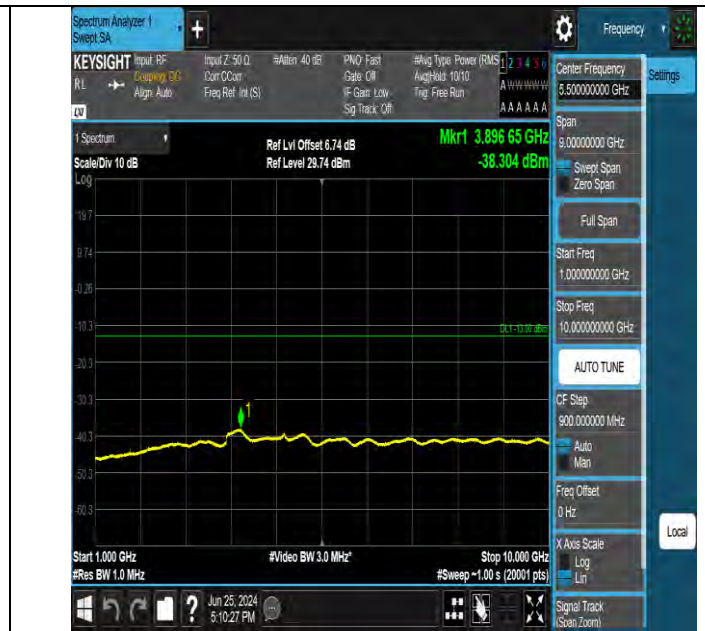 Spectrum Analyzer 1
Swept SA
Frequency
KEYSIGHT
RL
Input: RF
Coupling: DC
Align: Auto
Input Z: 50 Ω
Corr CCorr
Freq Ref: Int (S)
#Atten: 40 dB
PNO: Fast
Gate: Off
IF Gain: Low
Sig Track: Off
#Avg Type: Power (RMS
Avg|Hold: 10/10
Trig: Free Run
1 2 3 4 5 6
A W W W W W
A A A A A A
LXI
1 Spectrum
Scale/Div 10 dB
Ref Lvl Offset 6.74 dB
Ref Level 29.74 dBm
Mkr1 3.896 65 GHz
-38.304 dBm
Log
19.7
9.74
-0.26
-10.3
DL1 -13.00 dBm
-20.3
-30.3
1
-40.3
-50.3
-60.3
Start 1.000 GHz
#Res BW 1.0 MHz
#Video BW 3.0 MHz*
Stop 10.000 GHz
#Sweep ~1.00 s (20001 pts)
Jun 25, 2024
5:10:27 PM
?
Center Frequency
5.500000000 GHz
Settings
Span
9.00000000 GHz
Swept Span
Zero Span
Full Span
Start Freq
1.000000000 GHz
Stop Freq
10.000000000 GHz
AUTO TUNE
CF Step
900.000000 MHz
Auto
Man
Freq Offset
0 Hz
Local
X Axis Scale
Log
Lin
Signal Track
(Span Zoom)